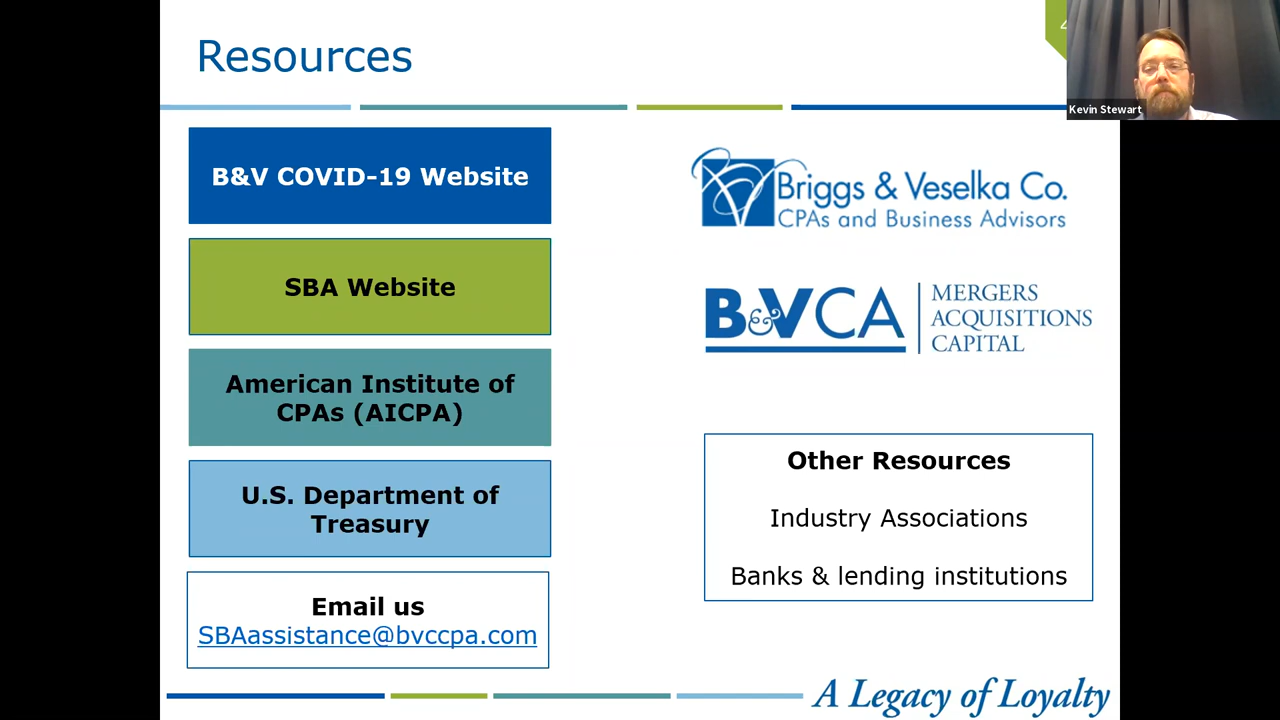 Resources
Kevin Stewart
B&V COVID-19 Website
SBA Website
American Institute of
CPAs (AICPA)
U.S. Department of
Treasury
Email us
SBAassistance@bvccpa.com
Briggs & Veselka Co.
CPAs and Business Advisors
B&VCA
MERGERS
ACQUISITIONS
CAPITAL
Other Resources
Industry Associations
Banks & lending institutions
A Legacy of Loyalty